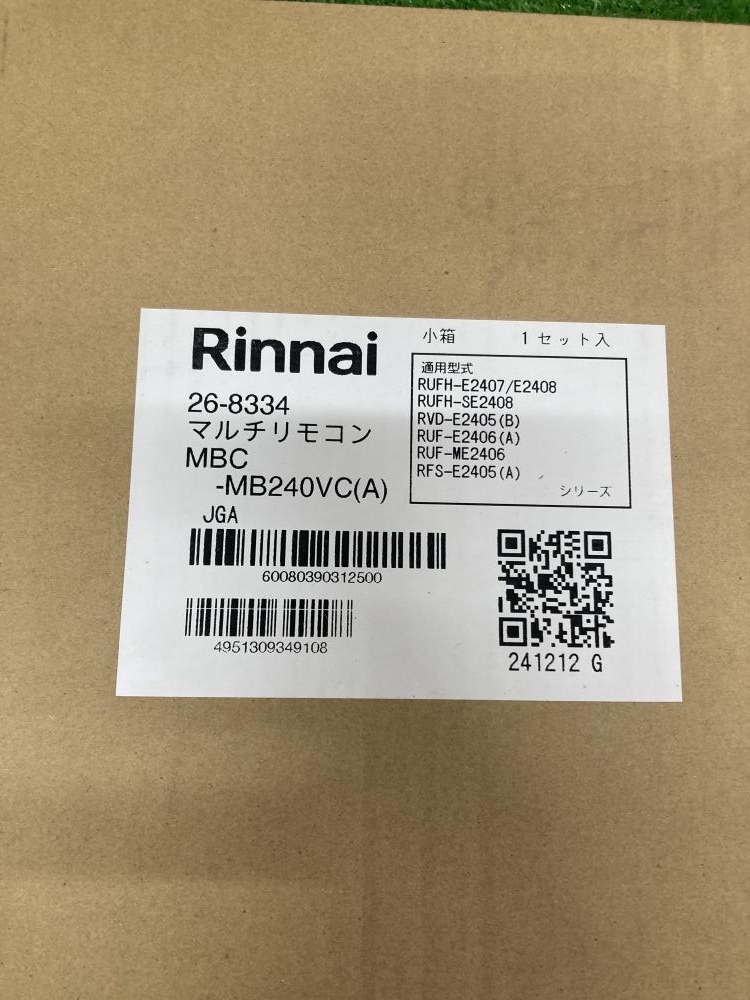 Rinnai
26-8334
マルチリモコン
MBC
-MB240VC(A)
JGA
60080390312500
4951309349108
小箱 1セット入
適用型式
RUFH-E2407/E2408
RUFH-SE2408
RVD-E2405(B)
RUF-E2406(A)
RUF-ME2406
RFS-E2405(A)
シリーズ
241212 G